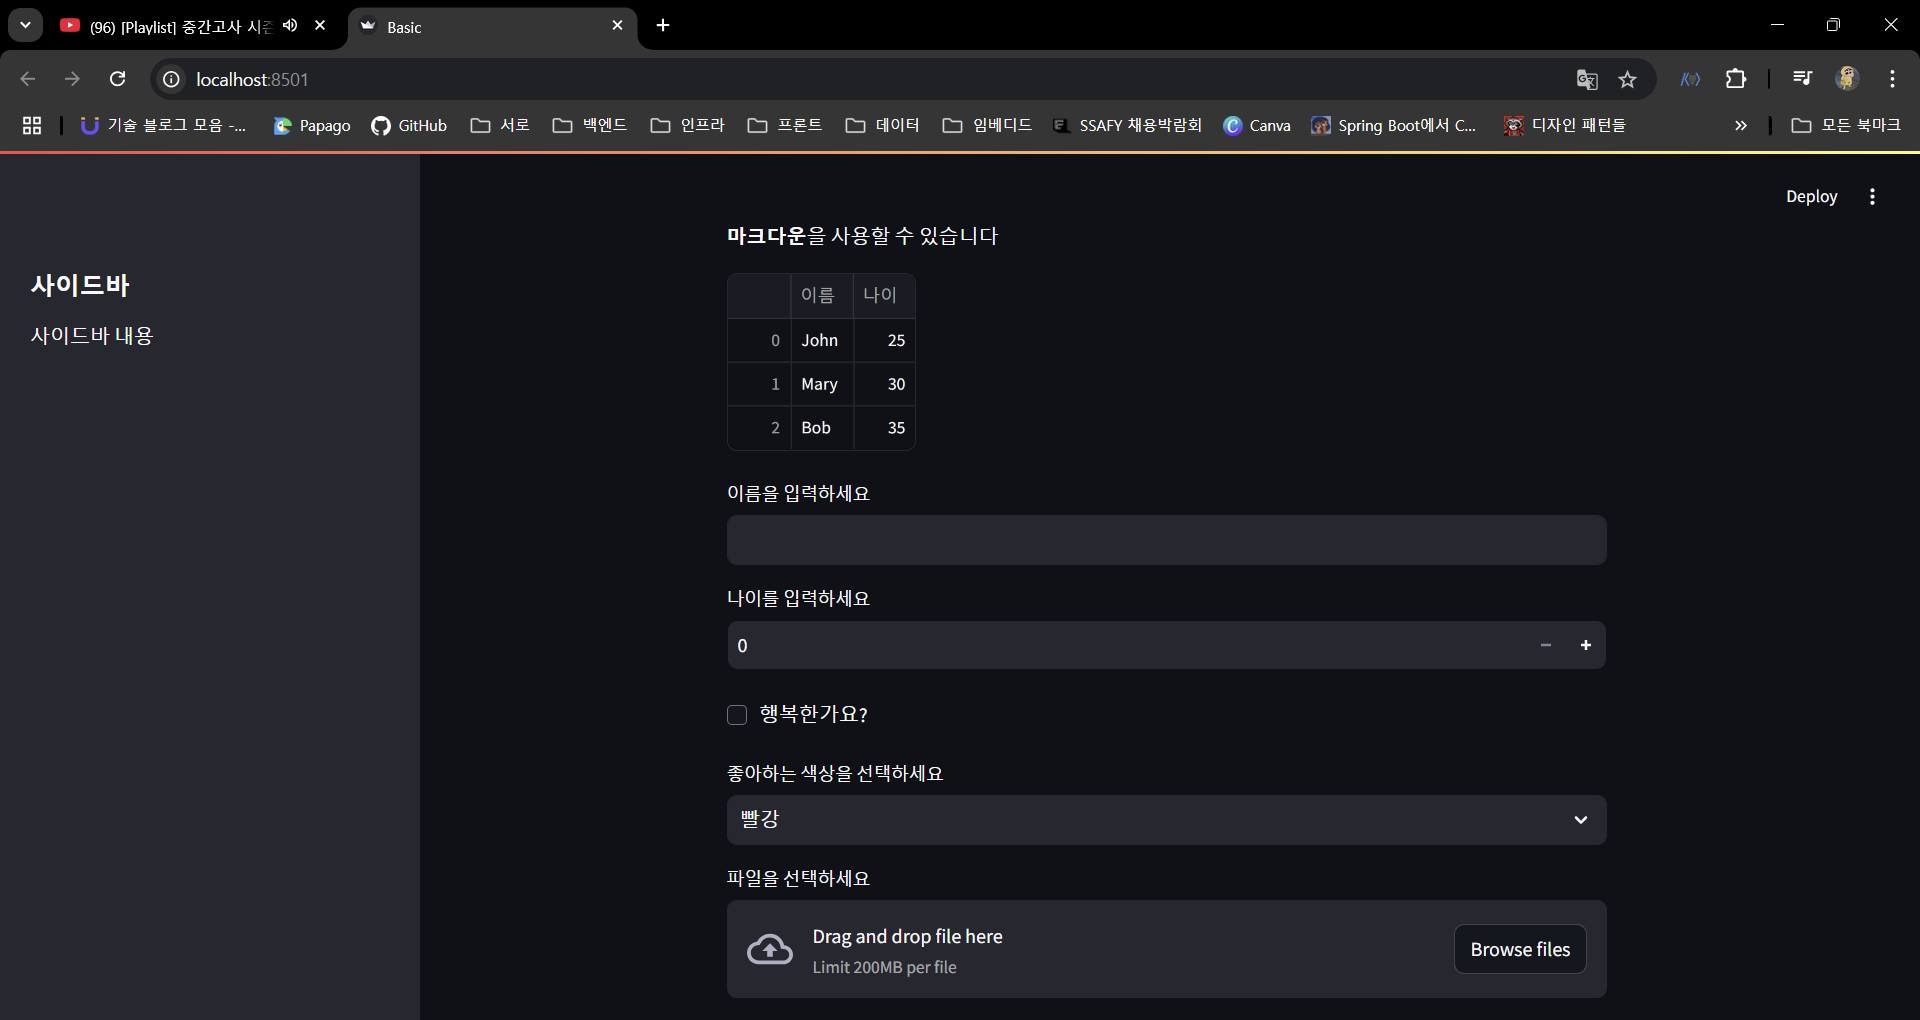 (96) [Playlist] 중간고사 시즌
Basic
localhost:8501
기술 블로그 모음 -...
Papago
GitHub
서로
백엔드
인프라
프론트
데이터
임베디드
SSAFY 채용박람회
Canva
Spring Boot에서 C...
디자인 패턴들
모든 북마크
Deploy
사이드바
사이드바 내용
마크다운을 사용할 수 있습니다
이름 나이
0 John 25
1 Mary 30
2 Bob 35
이름을 입력하세요
나이를 입력하세요
0
행복한가요?
좋아하는 색상을 선택하세요
빨강
파일을 선택하세요
Drag and drop file here
Limit 200MB per file
Browse files